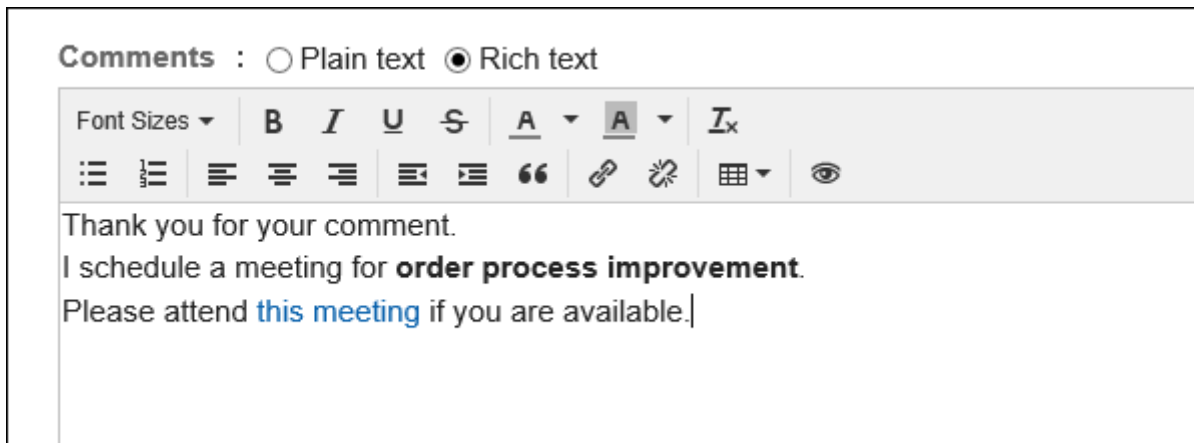 Comments : Plain text Rich text
Font Sizes B I U S A A Tx
Thank you for your comment.
I schedule a meeting for order process improvement.
Please attend this meeting if you are available.